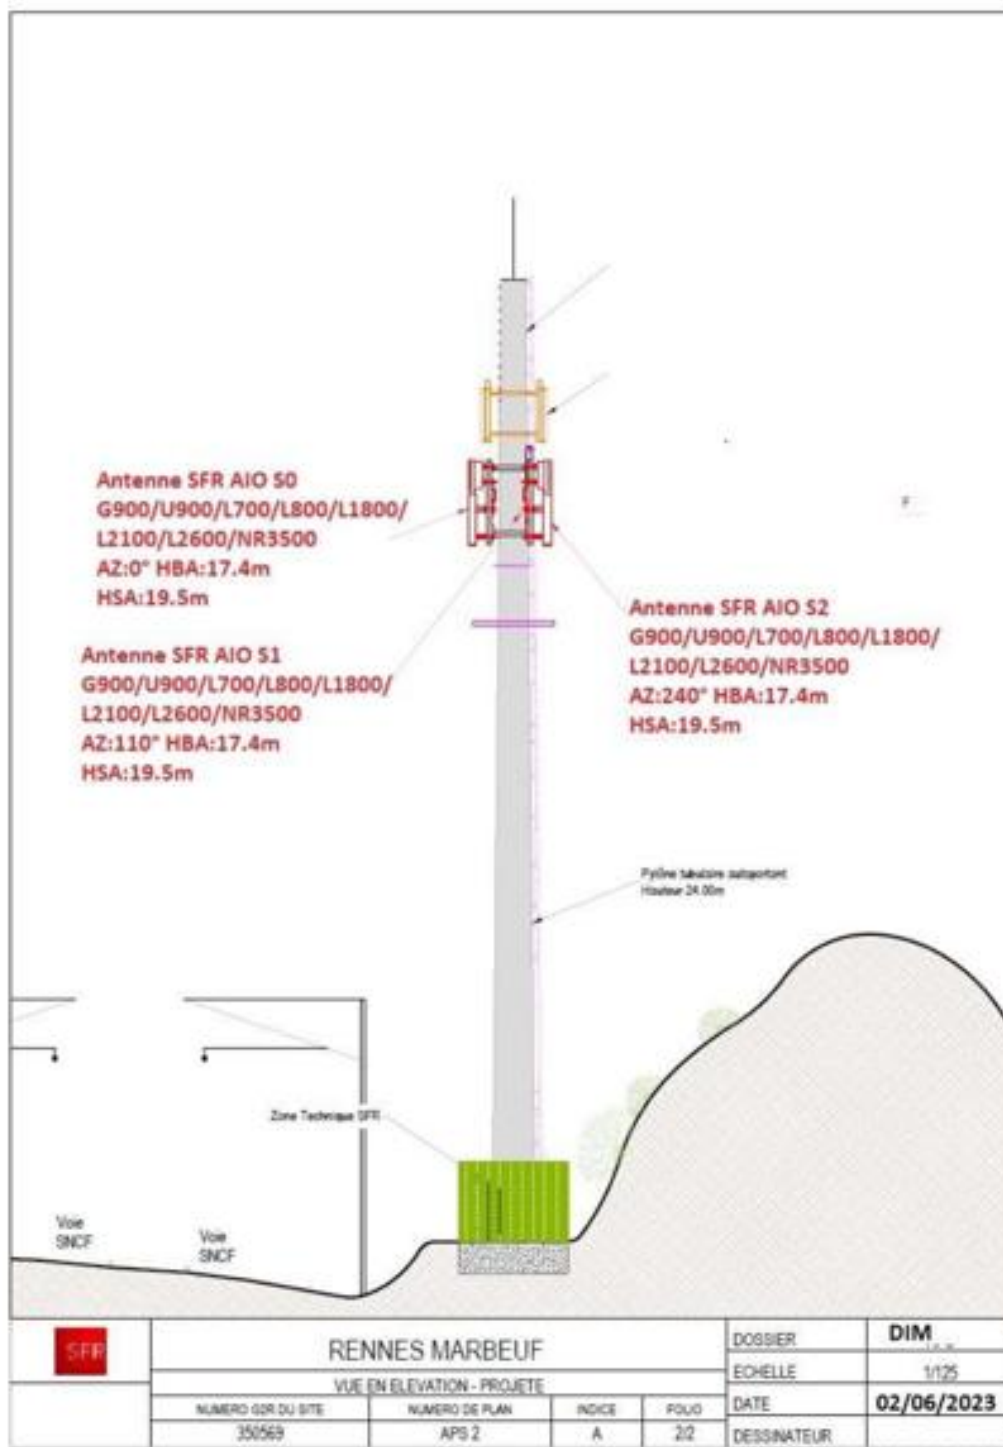 Antenne SFR AIO S0
G900/U900/L700/L800/L1800/
L2100/L2600/NR3500
AZ:0° HBA:17.4m
HSA:19.5m
Antenne SFR AIO S1
G900/U900/L700/L800/L1800/
L2100/L2600/NR3500
AZ:110° HBA:17.4m
HSA:19.5m
Antenne SFR AIO S2
G900/U900/L700/L800/L1800/
L2100/L2600/NR3500
AZ:240° HBA:17.4m
HSA:19.5m
F
Pylône tubulaire autoportant
Hauteur 24.00m
Zone Technique SFR
Voie
SNCF
Voie
SNCF
SFR
RENNES MARBEUF
VUE EN ELEVATION - PROJETE
NUMERO G2R DU SITE
NUMERO DE PLAN
INDICE
FOLIO
350569
APS 2
A
2/2
DOSSIER
DIM
ECHELLE
1/125
DATE
02/06/2023
DESSINATEUR